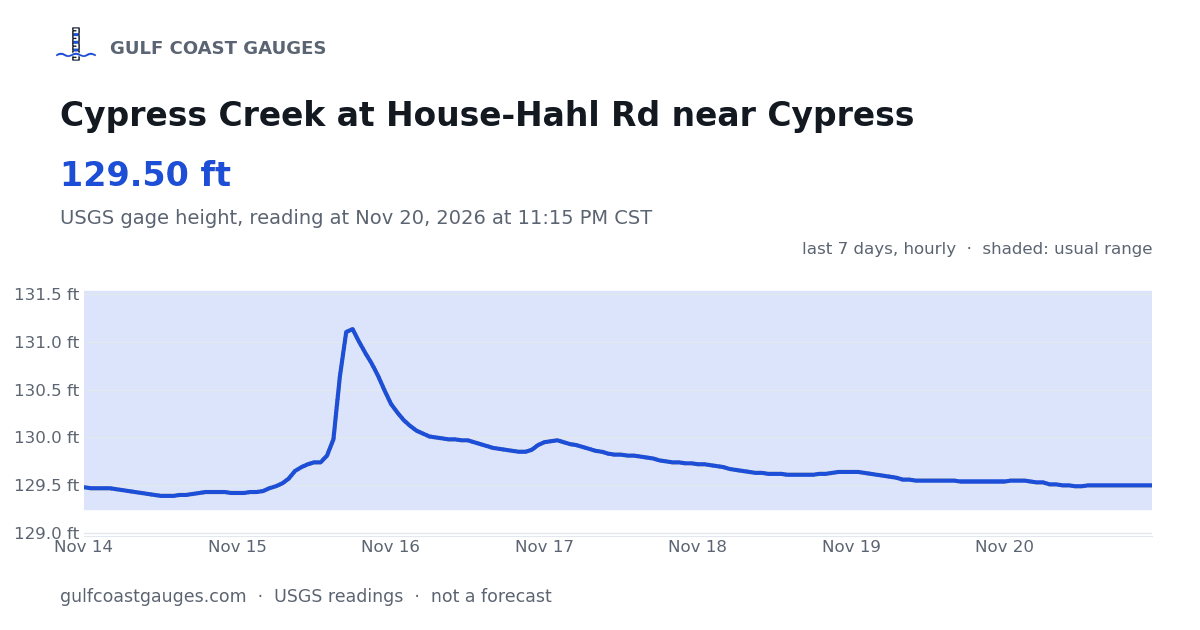 GULF COAST GAUGES
Cypress Creek at House-Hahl Rd near Cypress
129.50 ft
USGS gage height, reading at Nov 20, 2026 at 11:15 PM CST
last 7 days, hourly · shaded: usual range
131.5 ft
131.0 ft
130.5 ft
130.0 ft
129.5 ft
129.0 ft
Nov 14 Nov 15 Nov 16 Nov 17 Nov 18 Nov 19 Nov 20
gulfcoastgauges.com · USGS readings · not a forecast